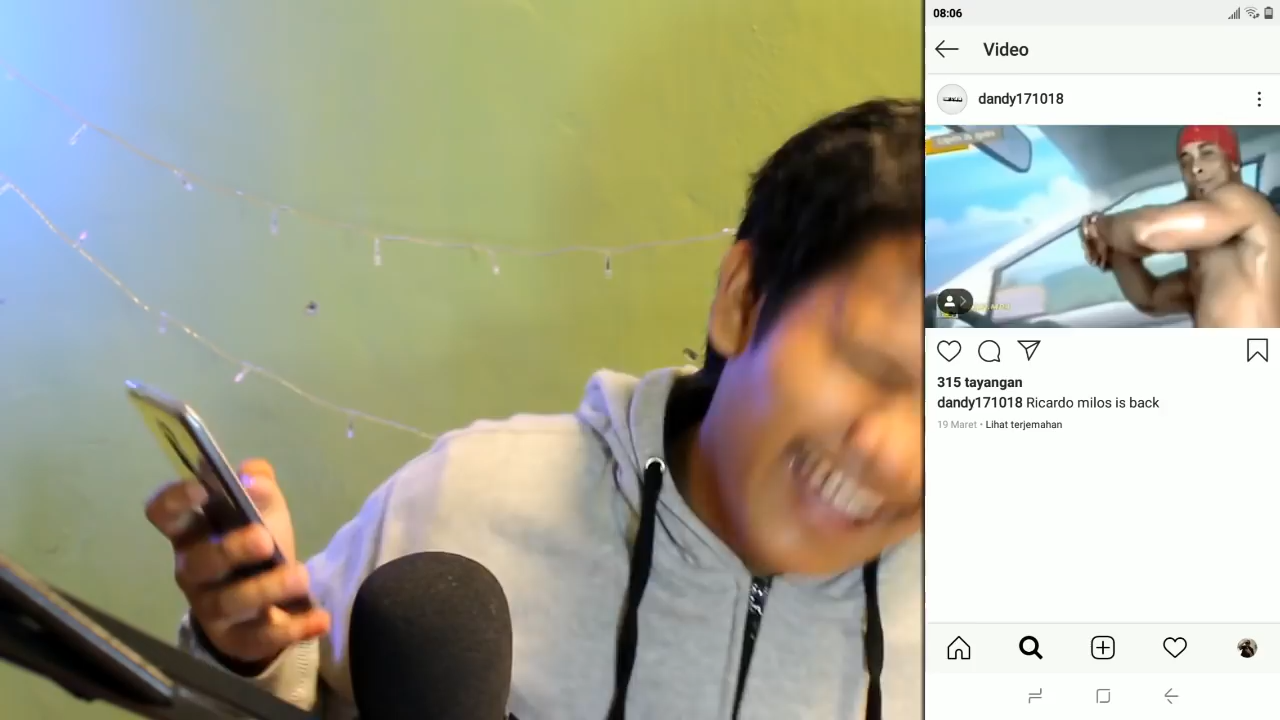 08:06
Video
dandy171018
315 tayangan
dandy171018 Ricardo milos is back
19 Maret • Lihat terjemahan